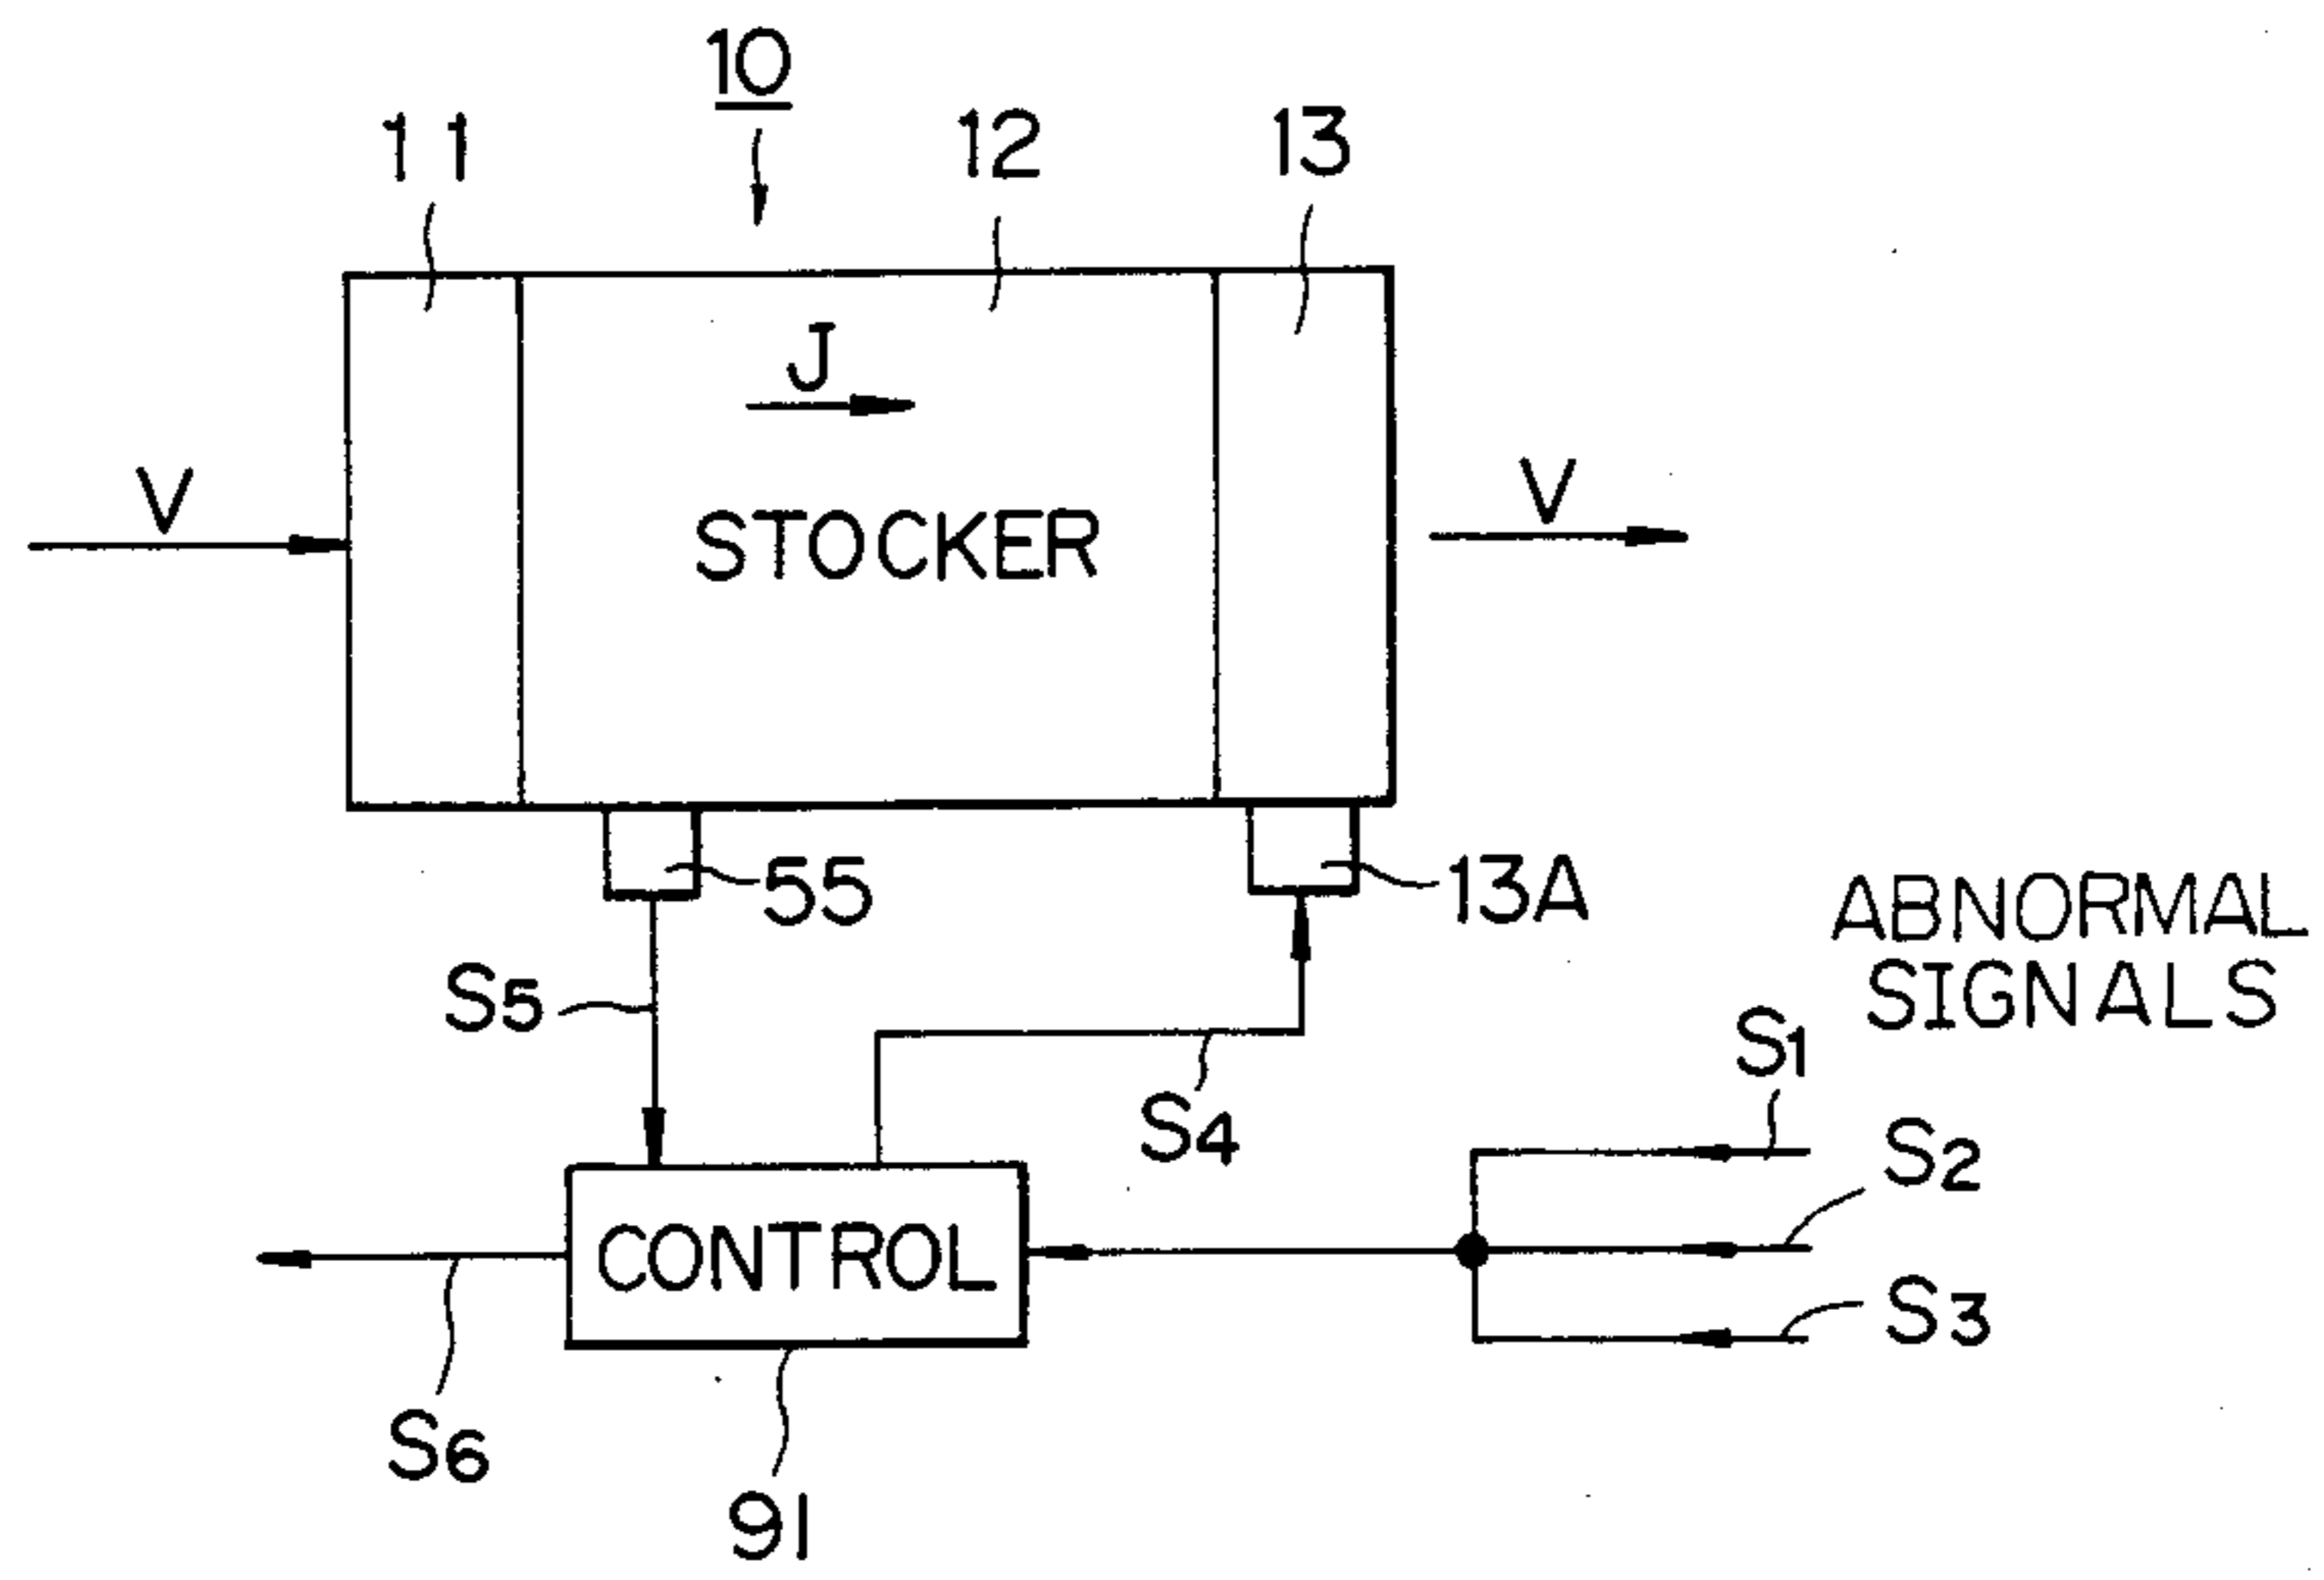 10
11
12
13
J
V
V
STOCKER
55
13A
ABNORMAL
SIGNALS
S5
S1
S4
S2
CONTROL
S3
S6
91